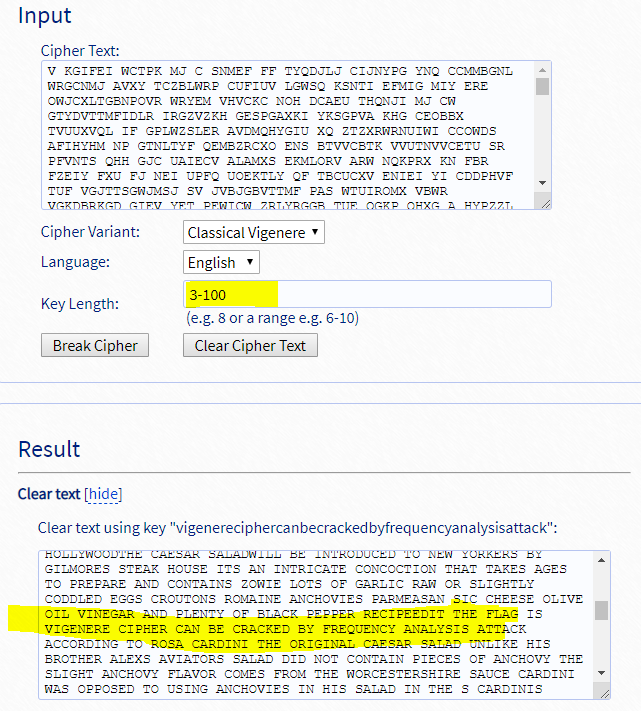 Input
Cipher Text:
V KGIFEI WCTPK MJ C SNMEF FF TYQDJLJ CIJNYPG YNQ CCMMBGNL
WRGCNMJ AVXY TCZBLWRP CUFIUV LGWSQ KSNTI EFMIG MIY ERE
OWJCXLTGBNPOVR WRYEM VHVCKC NOH DCAEU THQNJI MJ CW
GTYDVTTMFIDLR IRGZVZKH GESPGAXKI YKSGPVA KHG CEOBBX
TVUUXVQL IF GPLWZSLER AVDMQHYGIU XQ ZTZXRWRNUIWI CCOWDS
AFIHYHM NP GTNLTYF QEMBZRCXO ENS BTVVCBTK VVUTNVVCETU SR
PFVNTS QHH GJC UAIECV ALAMXS EKMLORV ARW NQKPRX KN FBR
FZEIY FXU FJ NEI UPFQ UOEKTLY QF TBCUCXV ENIEI YI CDDPHVF
TUF VGJTTSGWJMSJ SV JVBJGBVTTMF PAS WTUIROMX VBWR
VGKDBRKGD GIEV YET PEWICW ZRLYRGGB TUE OGKP OHXG A HYPZZL
Cipher Variant:
Classical Vigenere
Language:
English
Key Length:
3-100
(e.g. 8 or a range e.g. 6-10)
Break Cipher Clear Cipher Text
Result
Clear text [hide]
Clear text using key "vigenereciphercanbecrackedbyfrequencyanalysisattack":
HOLLYWOODTHE CAESAR SALADWILL BE INTRODUCED TO NEW YORKERS BY
GILMORES STEAK HOUSE ITS AN INTRICATE CONCOCTION THAT TAKES AGES
TO PREPARE AND CONTAINS ZOWIE LOTS OF GARLIC RAW OR SLIGHTLY
CODDLED EGGS CROUTONS ROMAINE ANCHOVIES PARMEASAN SIC CHEESE OLIVE
OIL VINEGAR AND PLENTY OF BLACK PEPPER RECIPEEDIT THE FLAG IS
VIGENERE CIPHER CAN BE CRACKED BY FREQUENCY ANALYSIS ATTACK
ACCORDING TO ROSA CARDINI THE ORIGINAL CAESAR SALAD UNLIKE HIS
BROTHER ALEXS AVIATORS SALAD DID NOT CONTAIN PIECES OF ANCHOVY THE
SLIGHT ANCHOVY FLAVOR COMES FROM THE WORCESTERSHIRE SAUCE CARDINI
WAS OPPOSED TO USING ANCHOVIES IN HIS SALAD IN THE S CARDINIS